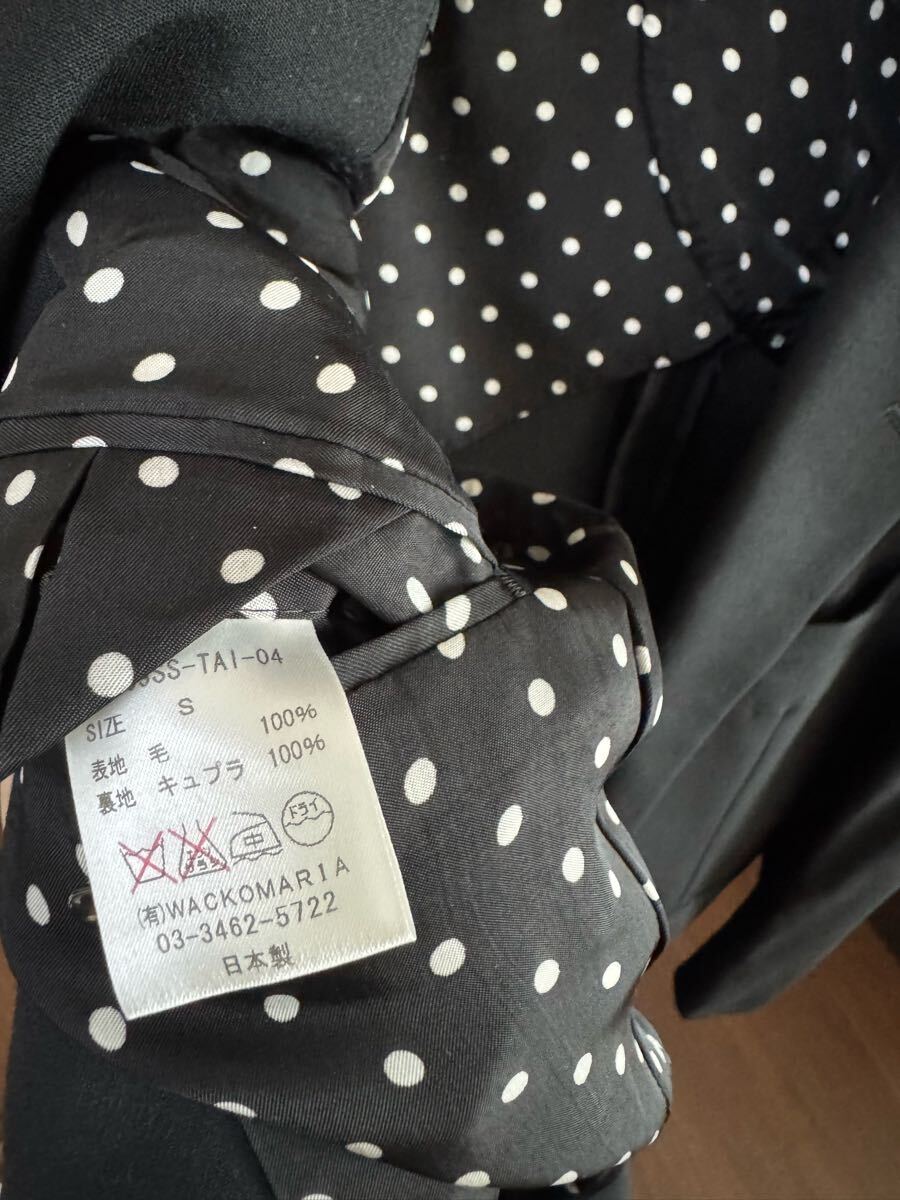 SS-TAI-04
SIZE S
表地 毛 100%
裏地 キュプラ 100%
中
ドライ
(有)WACKOMARIA
03-3462-5722
日本製